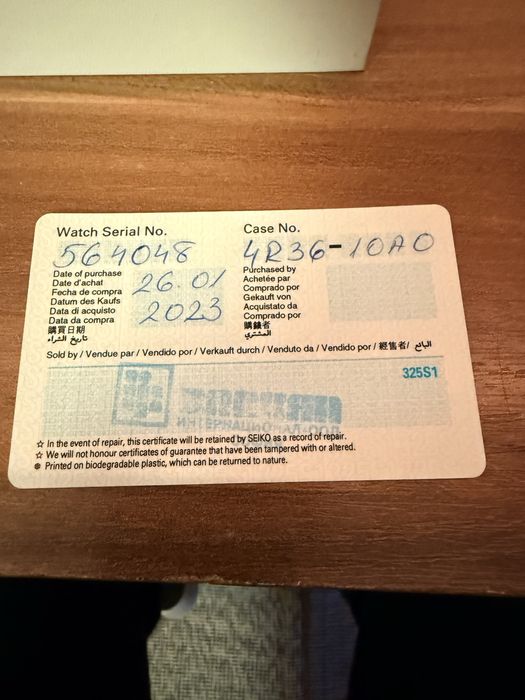 Watch Serial No.
564048
Case No.
4R36-10A0
Date of purchase
Date d'achat
Fecha de compra
Datum des Kaufs
Data di acquisto
Data da compra
購買日期
تاريخ الشراء
26.01
2023
Purchased by
Achetée par
Comprado por
Gekauft von
Acquistato da
Comprado por
購鐘者
المشتري
Sold by / Vendue par / Vendido por / Verkauft durch / Venduto da / Vendido por / 經售者 / البائع
325S1
ИНТЕРНАЦИОНАЛ ДОО
☆ In the event of repair, this certificate will be retained by SEIKO as a record of repair.
☆ We will not honour certificates of guarantee that have been tampered with or altered.
❅ Printed on biodegradable plastic, which can be returned to nature.